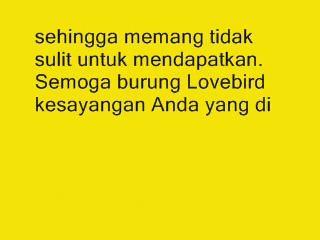 sehingga memang tidak
sulit untuk mendapatkan.
Semoga burung Lovebird
kesayangan Anda yang di